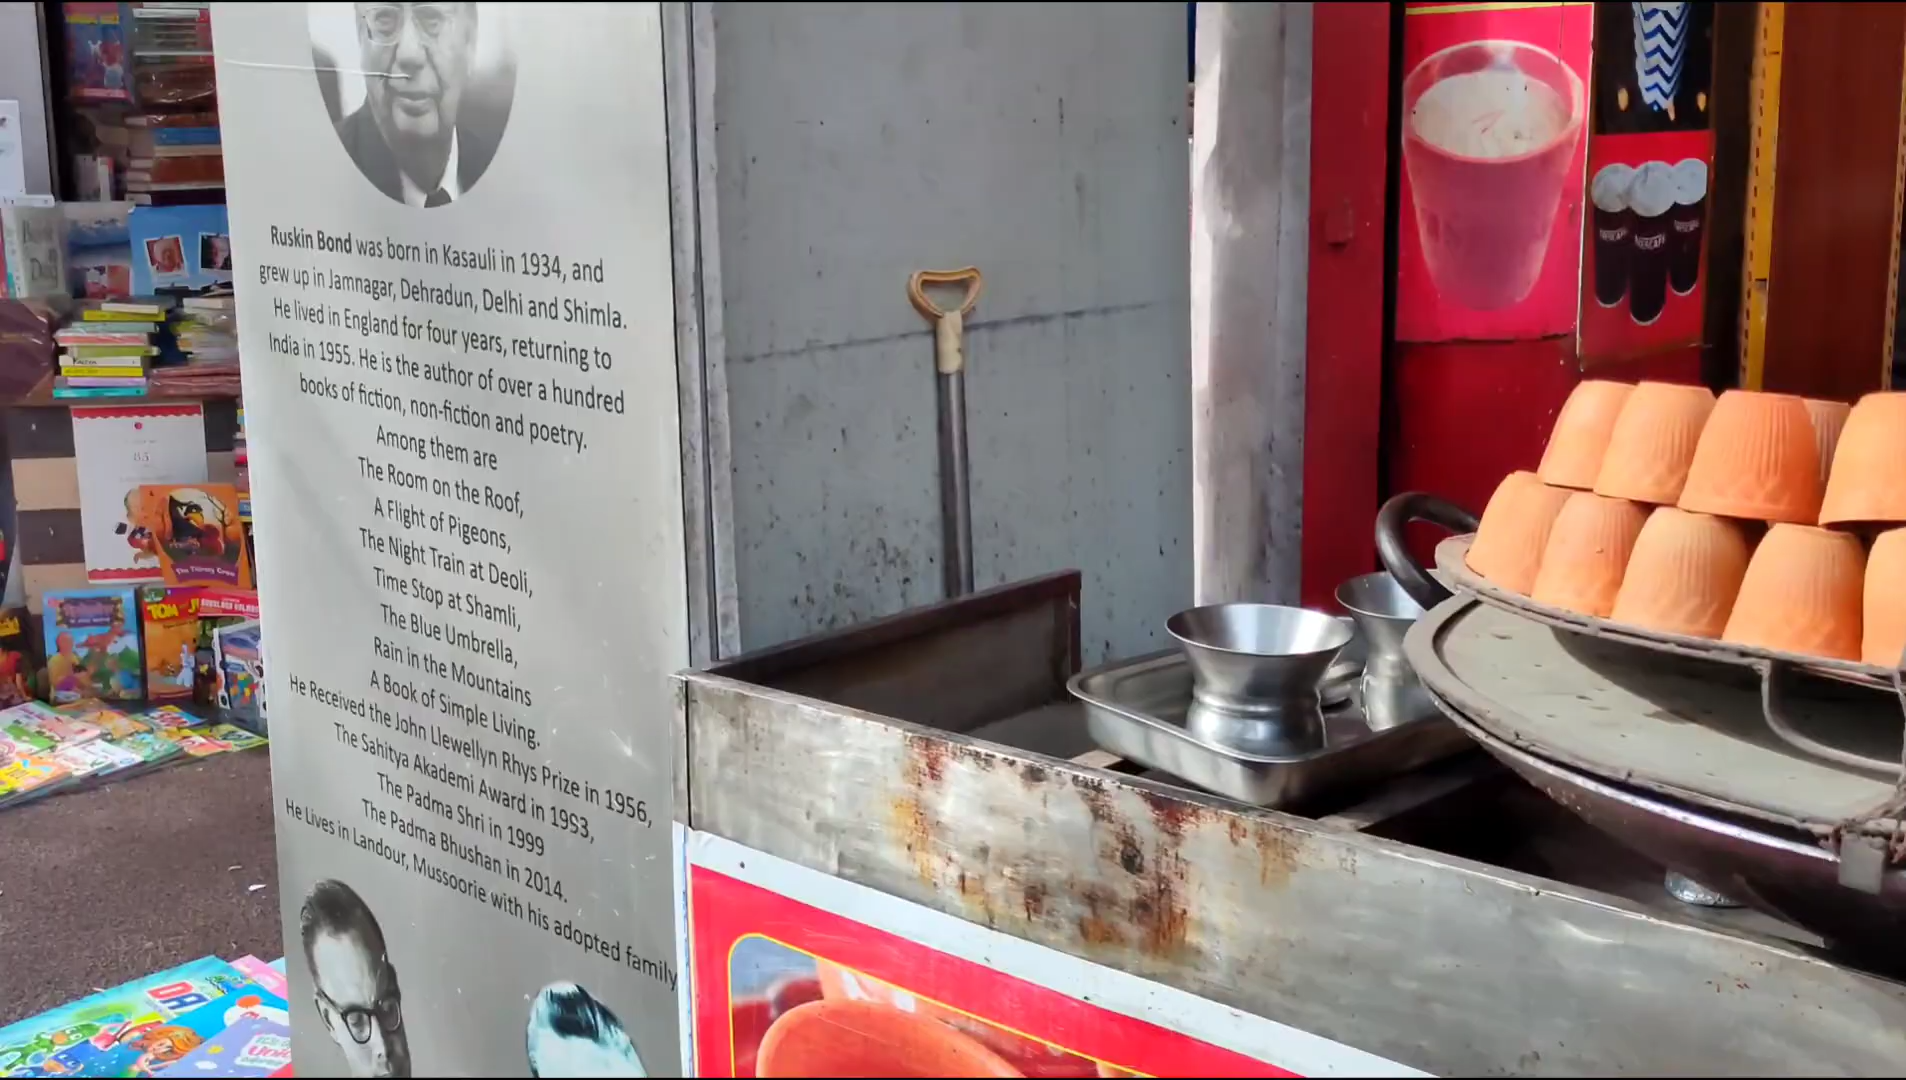 Ruskin Bond was born in Kasauli in 1934, and
grew up in Jamnagar, Dehradun, Delhi and Shimla.
He lived in England for four years, returning to
India in 1955. He is the author of over a hundred
books of fiction, non-fiction and poetry.
Among them are
The Room on the Roof,
A Flight of Pigeons,
The Night Train at Deoli,
Time Stop at Shamli,
The Blue Umbrella,
Rain in the Mountains
A Book of Simple Living.
He Received the John Llewellyn Rhys Prize in 1956,
The Sahitya Akademi Award in 1993,
The Padma Shri in 1999
The Padma Bhushan in 2014.
He Lives in Landour, Mussoorie with his adopted family
The Thirsty Crow
TOM